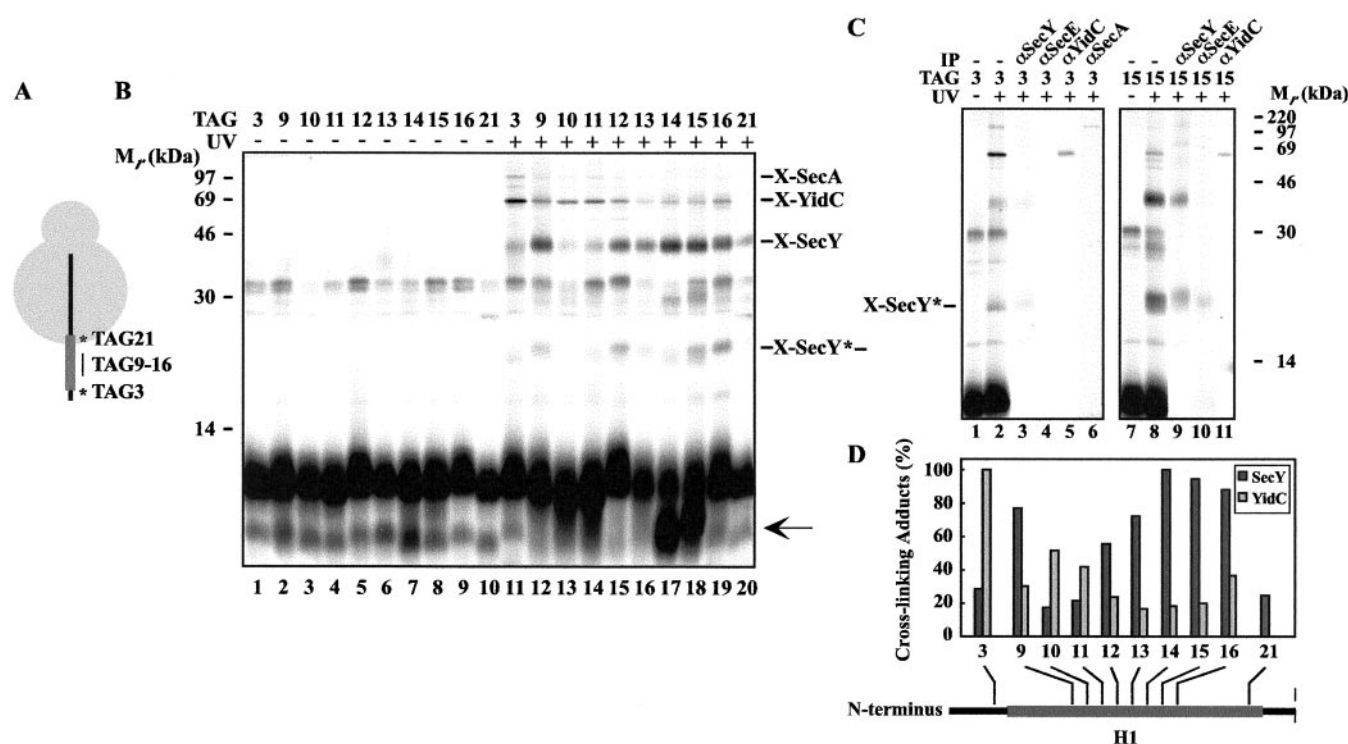 A
* TAG21
TAG9-16
* TAG3
B
TAG 3 9 10 11 12 13 14 15 16 21 3 9 10 11 12 16 13 14 15 16 21
UV - - - - - - - - - - + + + + + + + + + +
Mr (kDa)
97 -
69 -
46 -
30 -
14 -
X-SecA
X-YidC
X-SecY
X-SecY*
1 2 3 4 5 6 7 8 9 10 11 12 13 14 15 16 17 18 19 20
C
IP - - αSecY αSecE αYidC αSecA - - αSecY αSecE αYidC
TAG 3 3 3 3 3 3 15 15 15 15 15
UV - + + + + + - + + + +
Mr (kDa)
- 220
- 97
- 69
- 46
- 30
- 14
X-SecY*
1 2 3 4 5 6 7 8 9 10 11
D
Cross-linking Adducts (%)
100
80
60
40
20
0
SecY
YidC
3 9 10 11 12 13 14 15 16 21
N-terminus
H1